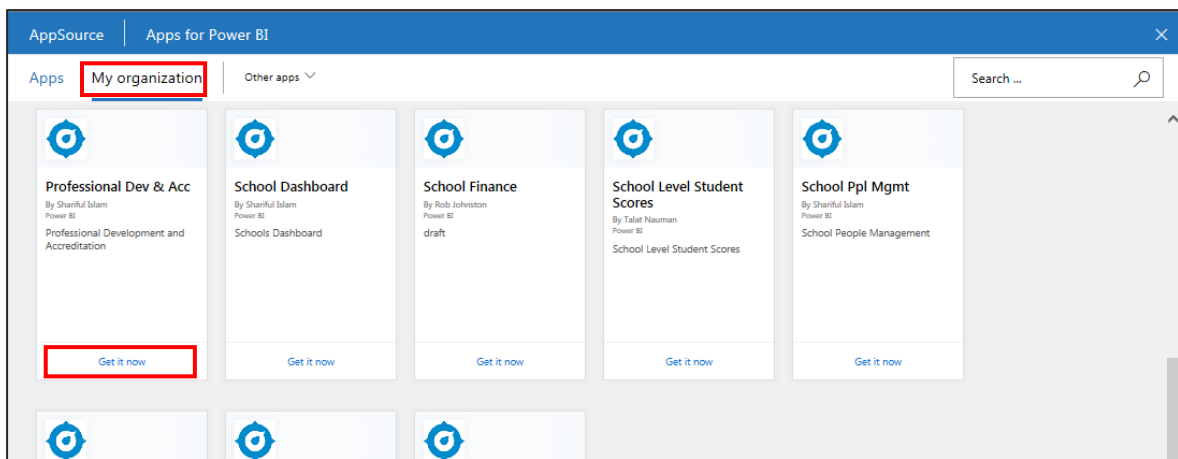 AppSource
Apps for Power BI
Apps
My organization
Other apps
Search ...
Professional Dev & Acc
By Shariful Islam
Power BI
Professional Development and
Accreditation
Get it now
School Dashboard
By Shariful Islam
Power BI
Schools Dashboard
Get it now
School Finance
By Rob Johnston
Power BI
draft
Get it now
School Level Student
Scores
By Talat Nauman
Power BI
School Level Student Scores
Get it now
School Ppl Mgmt
By Shariful Islam
Power BI
School People Management
Get it now